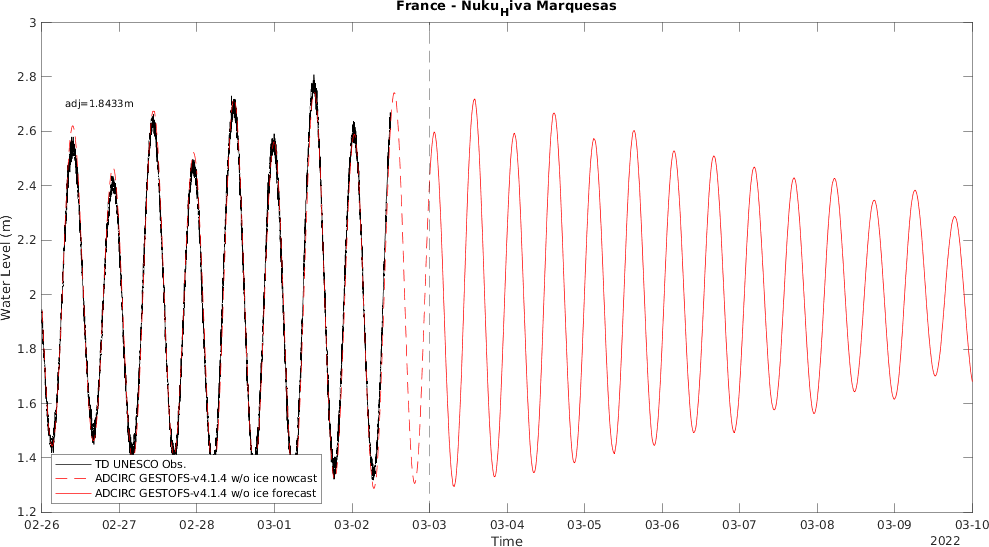 France - Nuku_Hiva Marquesas
adj=1.8433m
3
2.8
2.6
2.4
2.2
2
1.8
1.6
1.4
1.2
Water Level (m)
TD UNESCO Obs.
ADCIRC GESTOFS-v4.1.4 w/o ice nowcast
ADCIRC GESTOFS-v4.1.4 w/o ice forecast
02-26 02-27 02-28 03-01 03-02 03-03 03-04 03-05 03-06 03-07 03-08 03-09 03-10
Time
2022